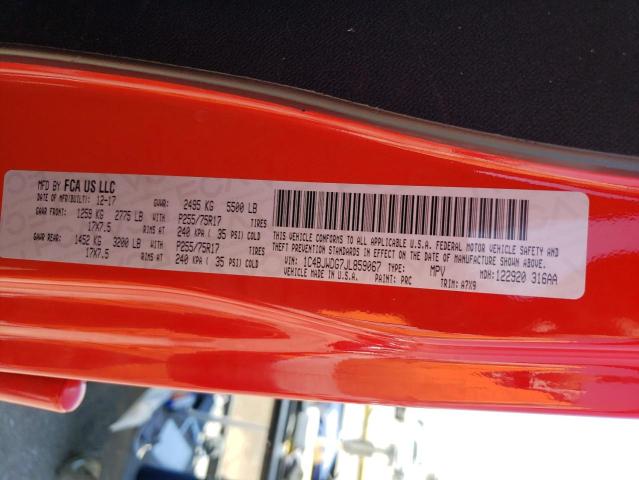 MFD BY FCA US LLC
DATE OF MFR(BUILT): 12-17 GVWR: 2495 KG 5500 LB
GAWR FRONT: 1259 KG 2775 LB WITH P255/75R17 TIRES
17X7.5 RIMS AT 240 KPA ( 35 PSI) COLD
GAWR REAR: 1452 KG 3200 LB WITH P255/75R17 TIRES
17X7.5 RIMS AT 240 KPA ( 35 PSI) COLD
THIS VEHICLE CONFORMS TO ALL APPLICABLE U.S.A. FEDERAL MOTOR VEHICLE SAFETY AND
THEFT PREVENTION STANDARDS IN EFFECT ON THE DATE OF MANUFACTURE SHOWN ABOVE.
VIN: 1C4BJWDG7JL859067 TYPE: MPV MDH: 122920 316AA
MADE IN U.S.A. PAINT: PRC TRIM: A7X9